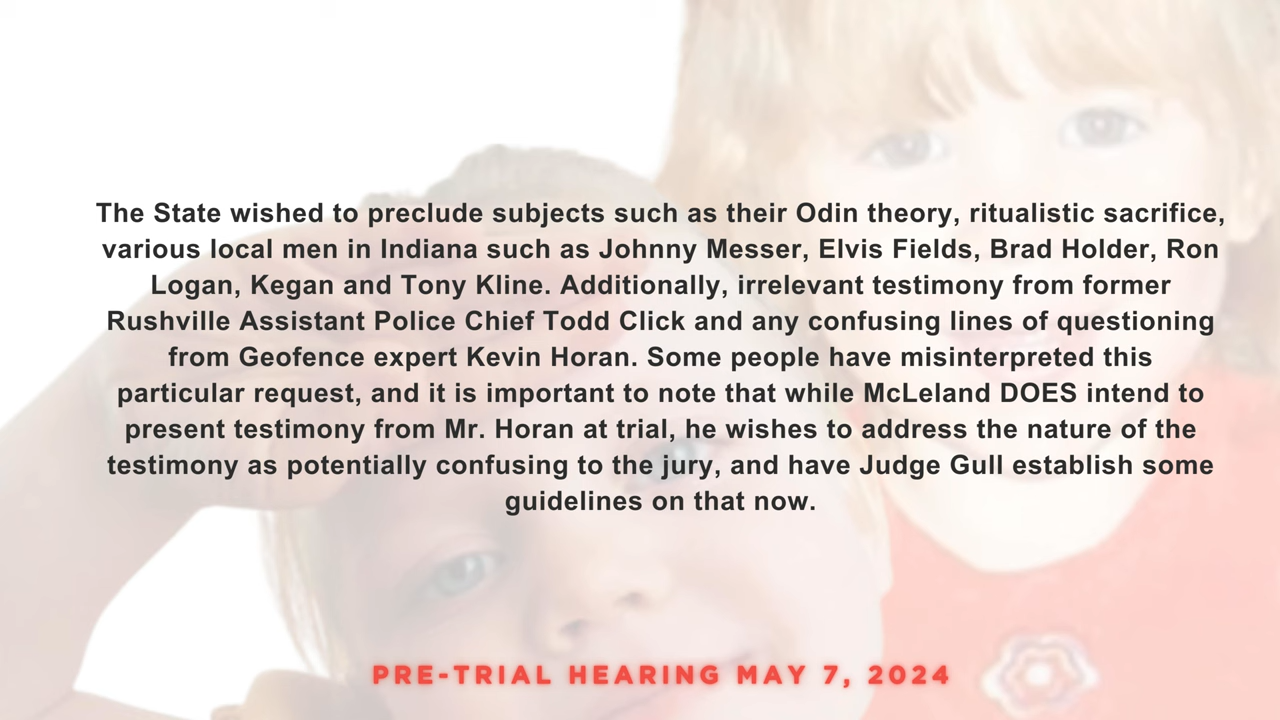 The State wished to preclude subjects such as their Odin theory, ritualistic sacrifice,
various local men in Indiana such as Johnny Messer, Elvis Fields, Brad Holder, Ron
Logan, Kegan and Tony Kline. Additionally, irrelevant testimony from former
Rushville Assistant Police Chief Todd Click and any confusing lines of questioning
from Geofence expert Kevin Horan. Some people have misinterpreted this
particular request, and it is important to note that while McLeland DOES intend to
present testimony from Mr. Horan at trial, he wishes to address the nature of the
testimony as potentially confusing to the jury, and have Judge Gull establish some
guidelines on that now.
PRE-TRIAL HEARING MAY 7, 2024